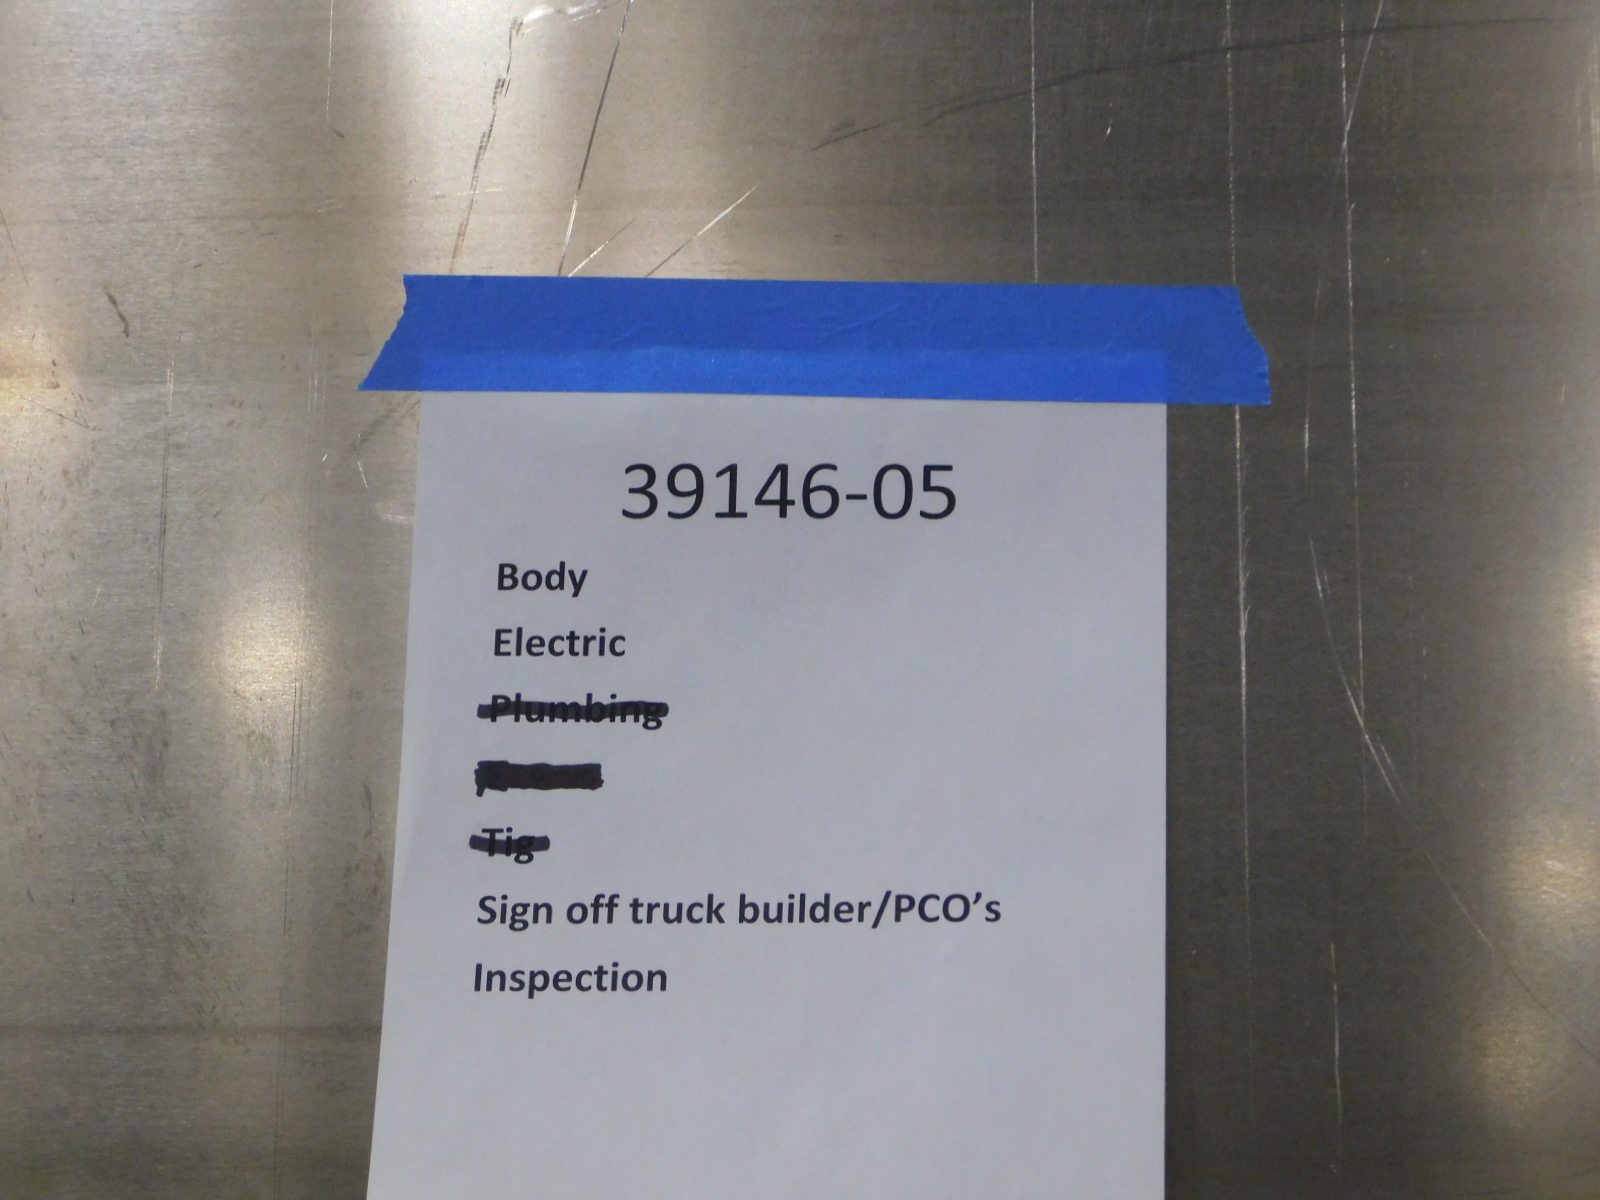 39146-05
Body
Electric
Plumbing
Tig
Sign off truck builder/PCO’s
Inspection